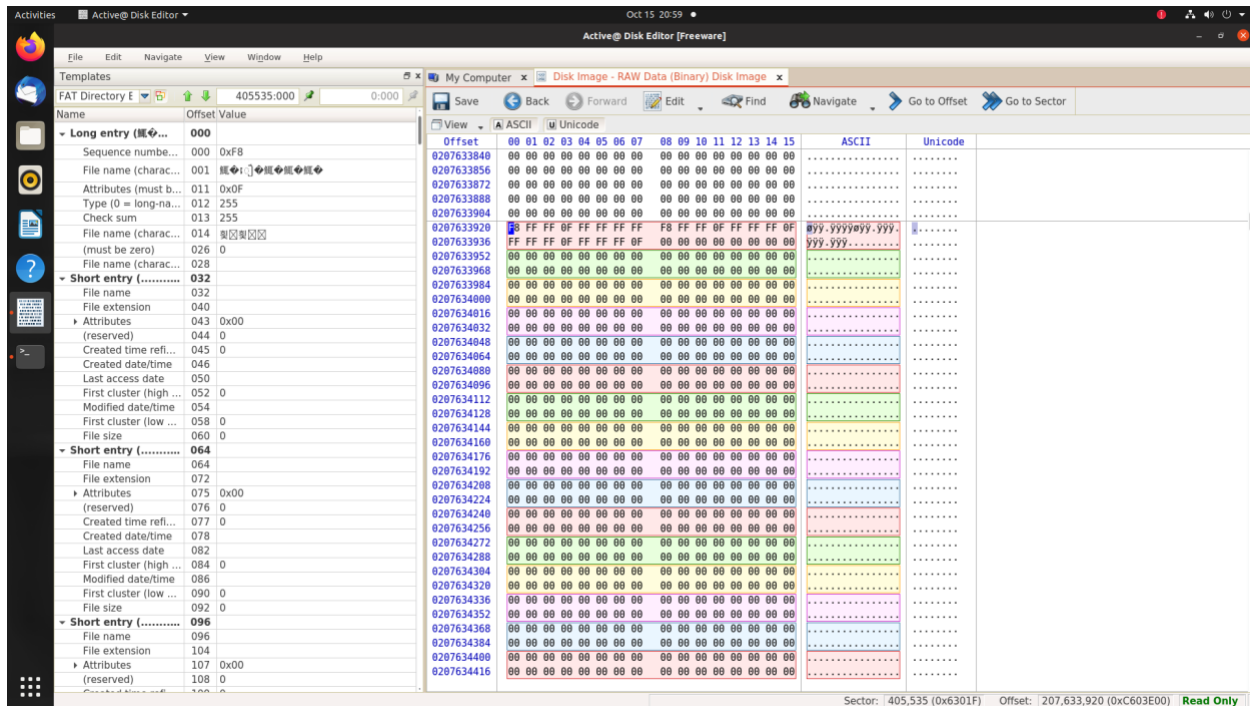 Activities
Active@ Disk Editor
Oct 15 20:59
Active@ Disk Editor [Freeware]
File Edit Navigate View Window Help
Templates
FAT Directory E 405535:000 0:000
Name Offset Value
Long entry ( 000
Sequence numbe... 000 0xF8
File name (charac... 001
Attributes (must b... 011 0x0F
Type (0 = long-na... 012 255
Check sum 013 255
File name (charac... 014
(must be zero) 026 0
File name (charac... 028
Short entry (........... 032
File name 032
File extension 040
Attributes 043 0x00
(reserved) 044 0
Created time refi... 045 0
Created date/time 046
Last access date 050
First cluster (high ... 052 0
Modified date/time 054
First cluster (low ... 058 0
File size 060 0
Short entry (........... 064
File name 064
File extension 072
Attributes 075 0x00
(reserved) 076 0
Created time refi... 077 0
Created date/time 078
Last access date 082
First cluster (high ... 084 0
Modified date/time 086
First cluster (low ... 090 0
File size 092 0
Short entry (........... 096
File name 096
File extension 104
Attributes 107 0x00
(reserved) 108 0
My Computer x Disk Image - RAW Data (Binary) Disk Image x
Save Back Forward Edit Find Navigate Go to Offset Go to Sector
View A ASCII U Unicode
Offset 00 01 02 03 04 05 06 07 08 09 10 11 12 13 14 15 ASCII Unicode
0207633840 00 00 00 00 00 00 00 00 00 00 00 00 00 00 00 00 ................ ........
0207633856 00 00 00 00 00 00 00 00 00 00 00 00 00 00 00 00 ................ ........
0207633872 00 00 00 00 00 00 00 00 00 00 00 00 00 00 00 00 ................ ........
0207633888 00 00 00 00 00 00 00 00 00 00 00 00 00 00 00 00 ................ ........
0207633904 00 00 00 00 00 00 00 00 00 00 00 00 00 00 00 00 ................ ........
0207633920 F8 FF FF 0F FF FF FF FF F8 FF FF 0F FF FF FF 0F øÿÿ.ÿÿÿÿøÿÿ.ÿÿÿ. ........
0207633936 FF FF FF 0F FF FF FF 0F 00 00 00 00 00 00 00 00 ÿÿÿ.ÿÿÿ......... ........
0207633952 00 00 00 00 00 00 00 00 00 00 00 00 00 00 00 00 ................ ........
0207633968 00 00 00 00 00 00 00 00 00 00 00 00 00 00 00 00 ................ ........
0207633984 00 00 00 00 00 00 00 00 00 00 00 00 00 00 00 00 ................ ........
0207634000 00 00 00 00 00 00 00 00 00 00 00 00 00 00 00 00 ................ ........
0207634016 00 00 00 00 00 00 00 00 00 00 00 00 00 00 00 00 ................ ........
0207634032 00 00 00 00 00 00 00 00 00 00 00 00 00 00 00 00 ................ ........
0207634048 00 00 00 00 00 00 00 00 00 00 00 00 00 00 00 00 ................ ........
0207634064 00 00 00 00 00 00 00 00 00 00 00 00 00 00 00 00 ................ ........
0207634080 00 00 00 00 00 00 00 00 00 00 00 00 00 00 00 00 ................ ........
0207634096 00 00 00 00 00 00 00 00 00 00 00 00 00 00 00 00 ................ ........
0207634112 00 00 00 00 00 00 00 00 00 00 00 00 00 00 00 00 ................ ........
0207634128 00 00 00 00 00 00 00 00 00 00 00 00 00 00 00 00 ................ ........
0207634144 00 00 00 00 00 00 00 00 00 00 00 00 00 00 00 00 ................ ........
0207634160 00 00 00 00 00 00 00 00 00 00 00 00 00 00 00 00 ................ ........
0207634176 00 00 00 00 00 00 00 00 00 00 00 00 00 00 00 00 ................ ........
0207634192 00 00 00 00 00 00 00 00 00 00 00 00 00 00 00 00 ................ ........
0207634208 00 00 00 00 00 00 00 00 00 00 00 00 00 00 00 00 ................ ........
0207634224 00 00 00 00 00 00 00 00 00 00 00 00 00 00 00 00 ................ ........
0207634240 00 00 00 00 00 00 00 00 00 00 00 00 00 00 00 00 ................ ........
0207634256 00 00 00 00 00 00 00 00 00 00 00 00 00 00 00 00 ................ ........
0207634272 00 00 00 00 00 00 00 00 00 00 00 00 00 00 00 00 ................ ........
0207634288 00 00 00 00 00 00 00 00 00 00 00 00 00 00 00 00 ................ ........
0207634304 00 00 00 00 00 00 00 00 00 00 00 00 00 00 00 00 ................ ........
0207634320 00 00 00 00 00 00 00 00 00 00 00 00 00 00 00 00 ................ ........
0207634336 00 00 00 00 00 00 00 00 00 00 00 00 00 00 00 00 ................ ........
0207634352 00 00 00 00 00 00 00 00 00 00 00 00 00 00 00 00 ................ ........
0207634368 00 00 00 00 00 00 00 00 00 00 00 00 00 00 00 00 ................ ........
0207634384 00 00 00 00 00 00 00 00 00 00 00 00 00 00 00 00 ................ ........
0207634400 00 00 00 00 00 00 00 00 00 00 00 00 00 00 00 00 ................ ........
0207634416 00 00 00 00 00 00 00 00 00 00 00 00 00 00 00 00 ................ ........
Sector: 405,535 (0x6301F) Offset: 207,633,920 (0xC603E00) Read Only